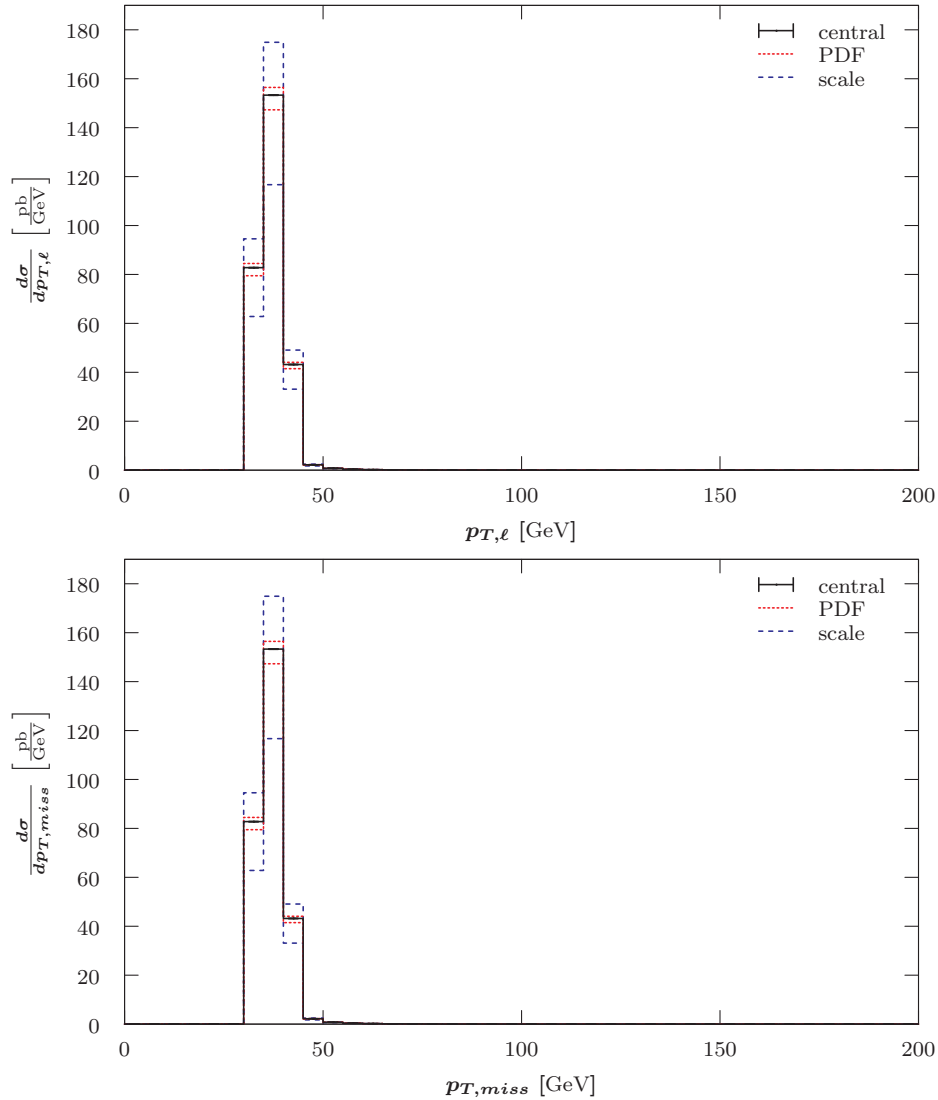 180
160
140
120
100
80
60
40
20
0
dσ/dp_{T,ℓ} [pb/GeV]
central
PDF
scale
0 50 100 150 200
p_{T,ℓ} [GeV]
180
160
140
120
100
80
60
40
20
0
dσ/dp_{T,miss} [pb/GeV]
central
PDF
scale
0 50 100 150 200
p_{T,miss} [GeV]